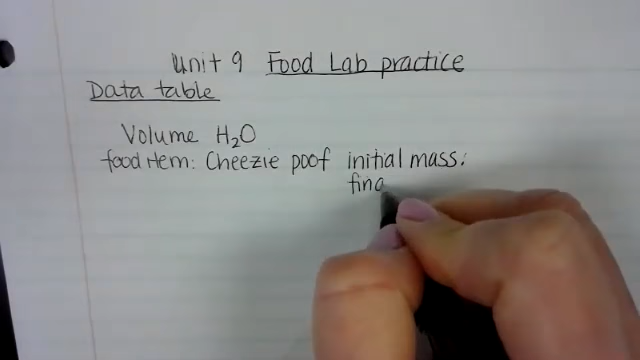 Unit 9 Food Lab practice
Data table
Volume H₂O
food item: Cheezie poof initial mass:
fina